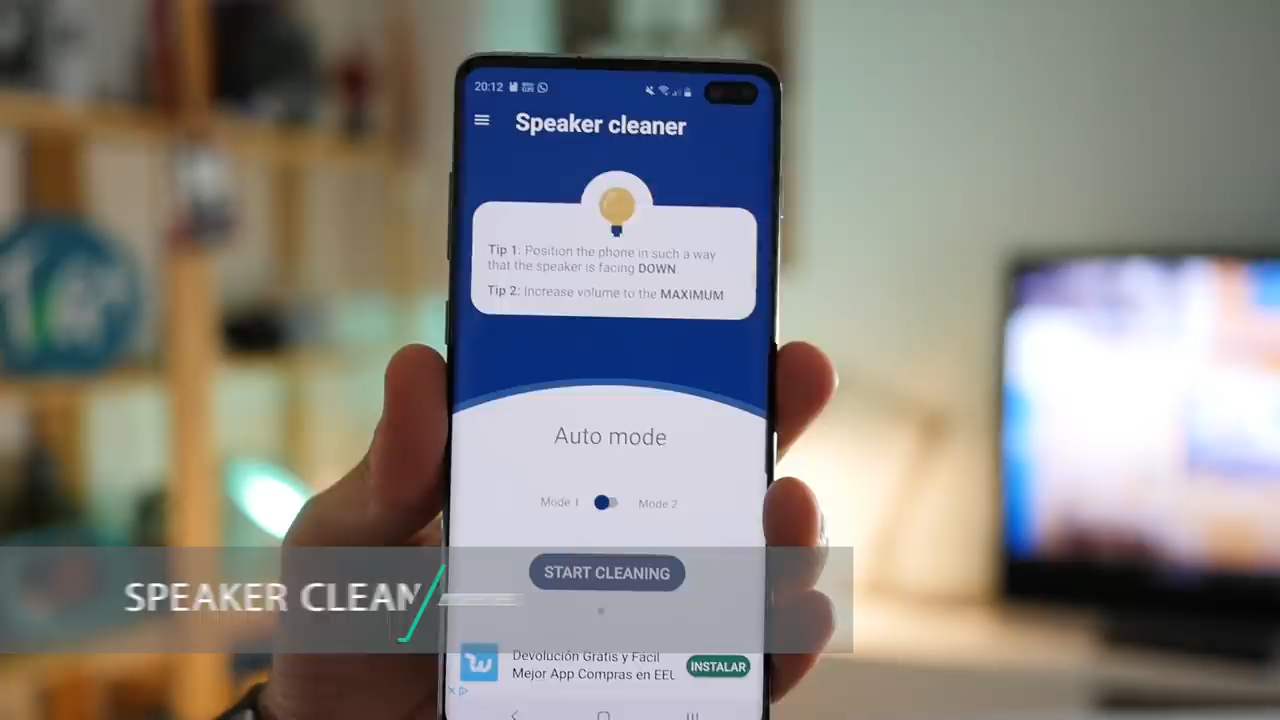 20:12
Speaker cleaner
Tip 1: Position the phone in such a way
that the speaker is facing DOWN
Tip 2: Increase volume to the MAXIMUM
Auto mode
Mode 1
Mode 2
START CLEANING
SPEAKER CLEAN
Devolución Gratis y Facil
Mejor App Compras en EEU
INSTALAR